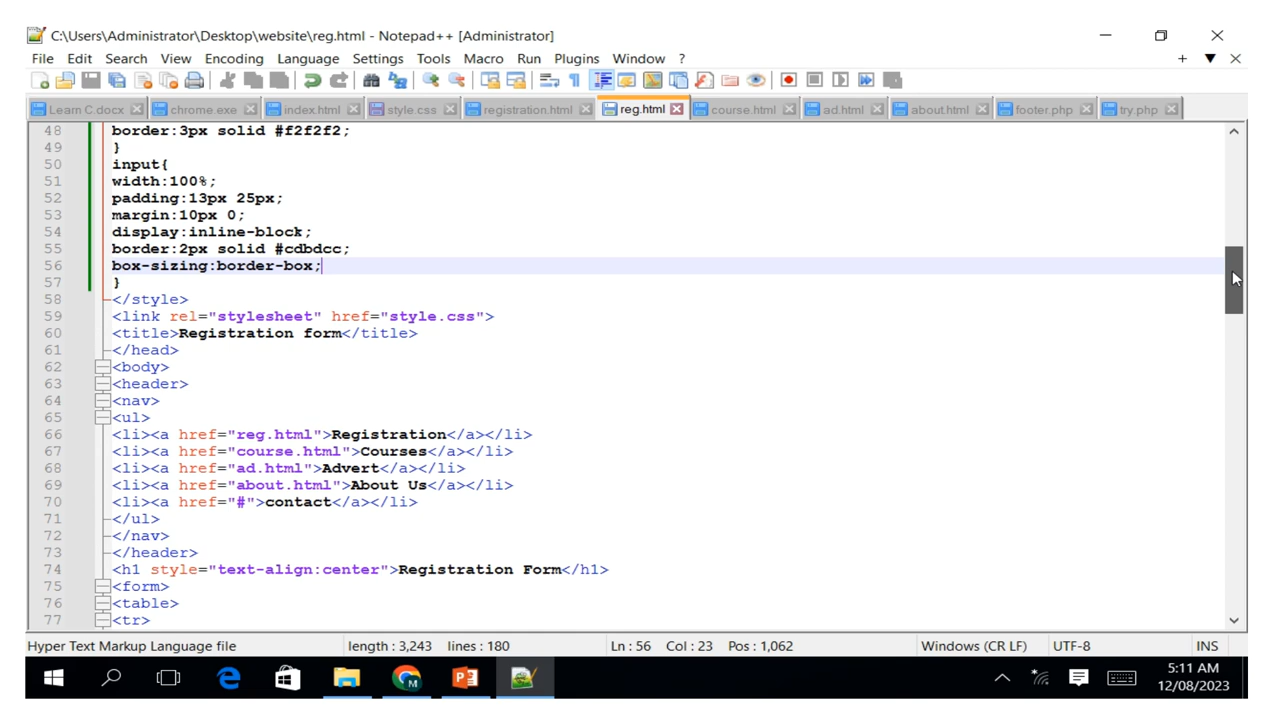 C:\Users\Administrator\Desktop\website\reg.html - Notepad++ [Administrator]
File Edit Search View Encoding Language Settings Tools Macro Run Plugins Window ?
Learn C.docx chrome.exe index.html style.css registration.html reg.html course.html ad.html about.html footer.php try.php
48 border:3px solid #f2f2f2;
49 }
50 input{
51 width:100%;
52 padding:13px 25px;
53 margin:10px 0;
54 display:inline-block;
55 border:2px solid #cdbdcc;
56 box-sizing:border-box;
57 }
58 </style>
59 <link rel="stylesheet" href="style.css">
60 <title>Registration form</title>
61 </head>
62 <body>
63 <header>
64 <nav>
65 <ul>
66 <li><a href="reg.html">Registration</a></li>
67 <li><a href="course.html">Courses</a></li>
68 <li><a href="ad.html">Advert</a></li>
69 <li><a href="about.html">About Us</a></li>
70 <li><a href="#">contact</a></li>
71 </ul>
72 </nav>
73 </header>
74 <h1 style="text-align:center">Registration Form</h1>
75 <form>
76 <table>
77 <tr>
Hyper Text Markup Language file length : 3,243 lines : 180 Ln : 56 Col : 23 Pos : 1,062 Windows (CR LF) UTF-8 INS
5:11 AM
12/08/2023